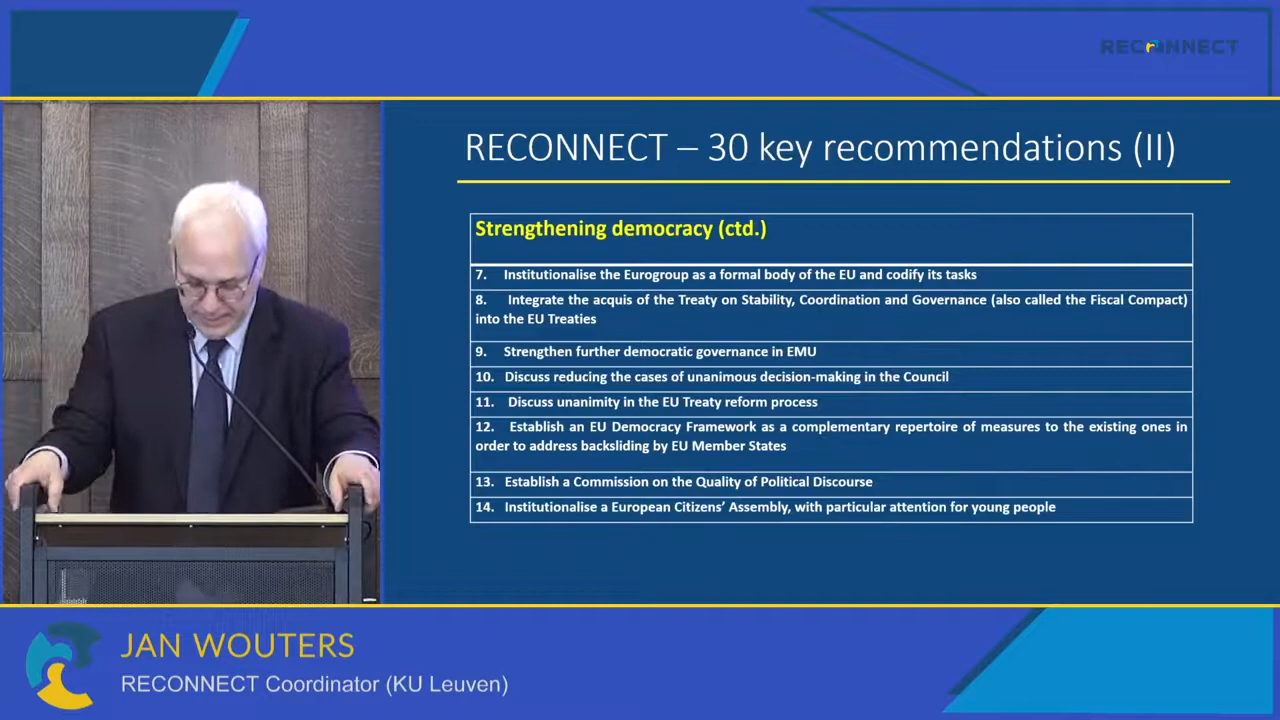 RECONNECT
RECONNECT – 30 key recommendations (II)
Strengthening democracy (ctd.)
7. Institutionalise the Eurogroup as a formal body of the EU and codify its tasks
8. Integrate the acquis of the Treaty on Stability, Coordination and Governance (also called the Fiscal Compact)
into the EU Treaties
9. Strengthen further democratic governance in EMU
10. Discuss reducing the cases of unanimous decision-making in the Council
11. Discuss unanimity in the EU Treaty reform process
12. Establish an EU Democracy Framework as a complementary repertoire of measures to the existing ones in
order to address backsliding by EU Member States
13. Establish a Commission on the Quality of Political Discourse
14. Institutionalise a European Citizens’ Assembly, with particular attention for young people
JAN WOUTERS
RECONNECT Coordinator (KU Leuven)